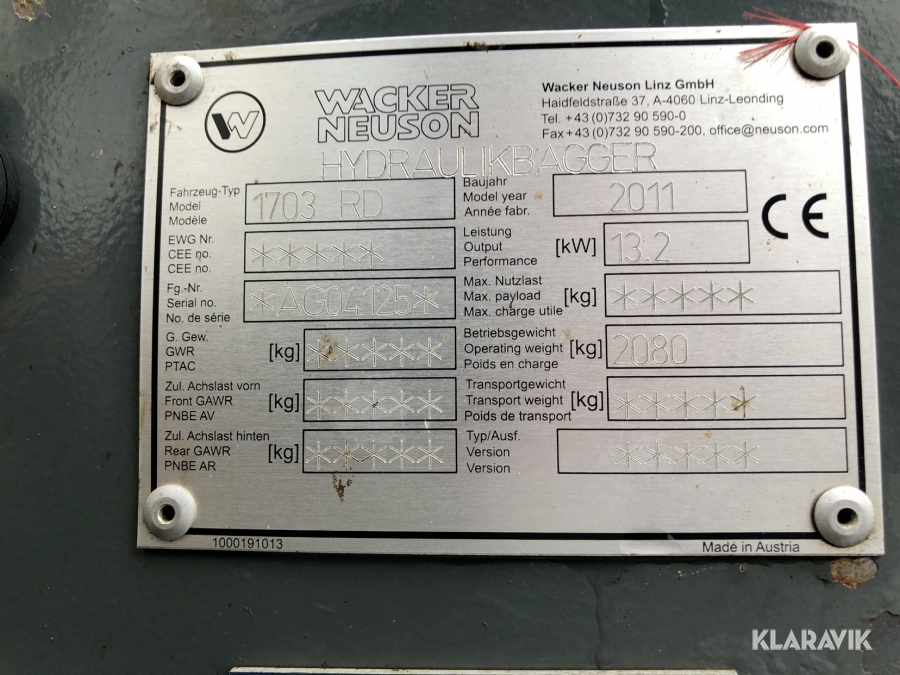 W
WACKER
NEUSON
Wacker Neuson Linz GmbH
Haidfeldstraße 37, A-4060 Linz-Leonding
Tel. +43 (0)732 90 590-0
Fax+43 (0)732 90 590-200, office@neuson.com
HYDRAULIKBAGGER
Fahrzeug-Typ
Model
Modèle
1703 RD
Baujahr
Model year
Année fabr.
2011
CE
EWG Nr.
CEE no.
CEE no.
*****
Leistung
Output
Performance
[kW]
13.2
Fg.-Nr.
Serial no.
No. de série
*AG04125*
Max. Nutzlast
Max. payload
Max. charge utile
[kg]
*****
G. Gew.
GWR
PTAC
[kg]
*****
Betriebsgewicht
Operating weight
Poids en charge
[kg]
2080
Zul. Achslast vorn
Front GAWR
PNBE AV
[kg]
*****
Transportgewicht
Transport weight
Poids de transport
[kg]
*****
Zul. Achslast hinten
Rear GAWR
PNBE AR
[kg]
*****
Typ/Ausf.
Version
Version
*****
1000191013
Made in Austria
KLARAVIK